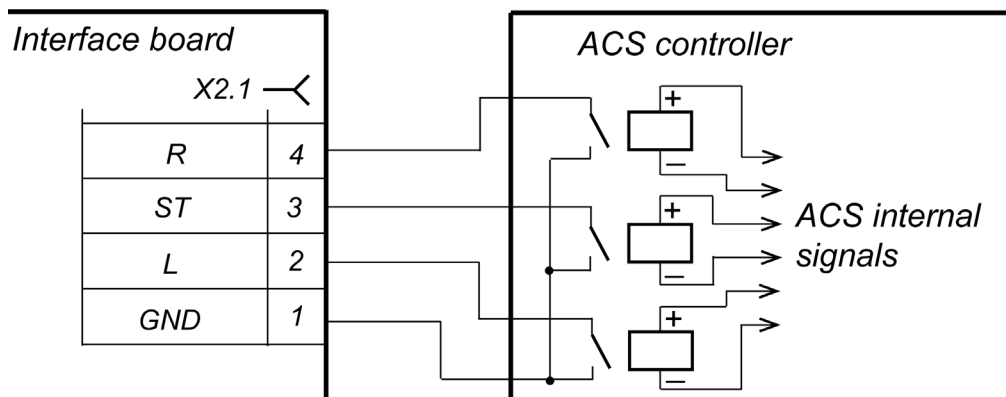 Interface board
ACS controller
X2.1
R 4
ST 3
L 2
GND 1
+
−
+
−
+
−
ACS internal
signals